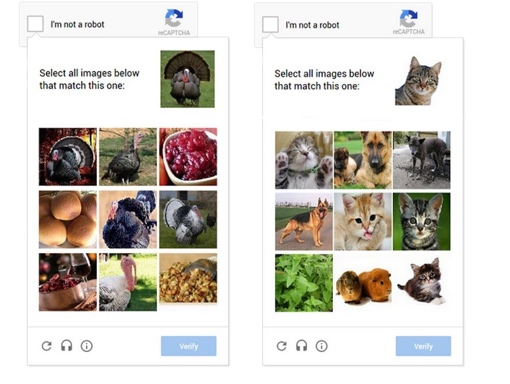 I'm not a robot
reCAPTCHA
Select all images below
that match this one:
Verify
I'm not a robot
reCAPTCHA
Select all images below
that match this one:
Verify